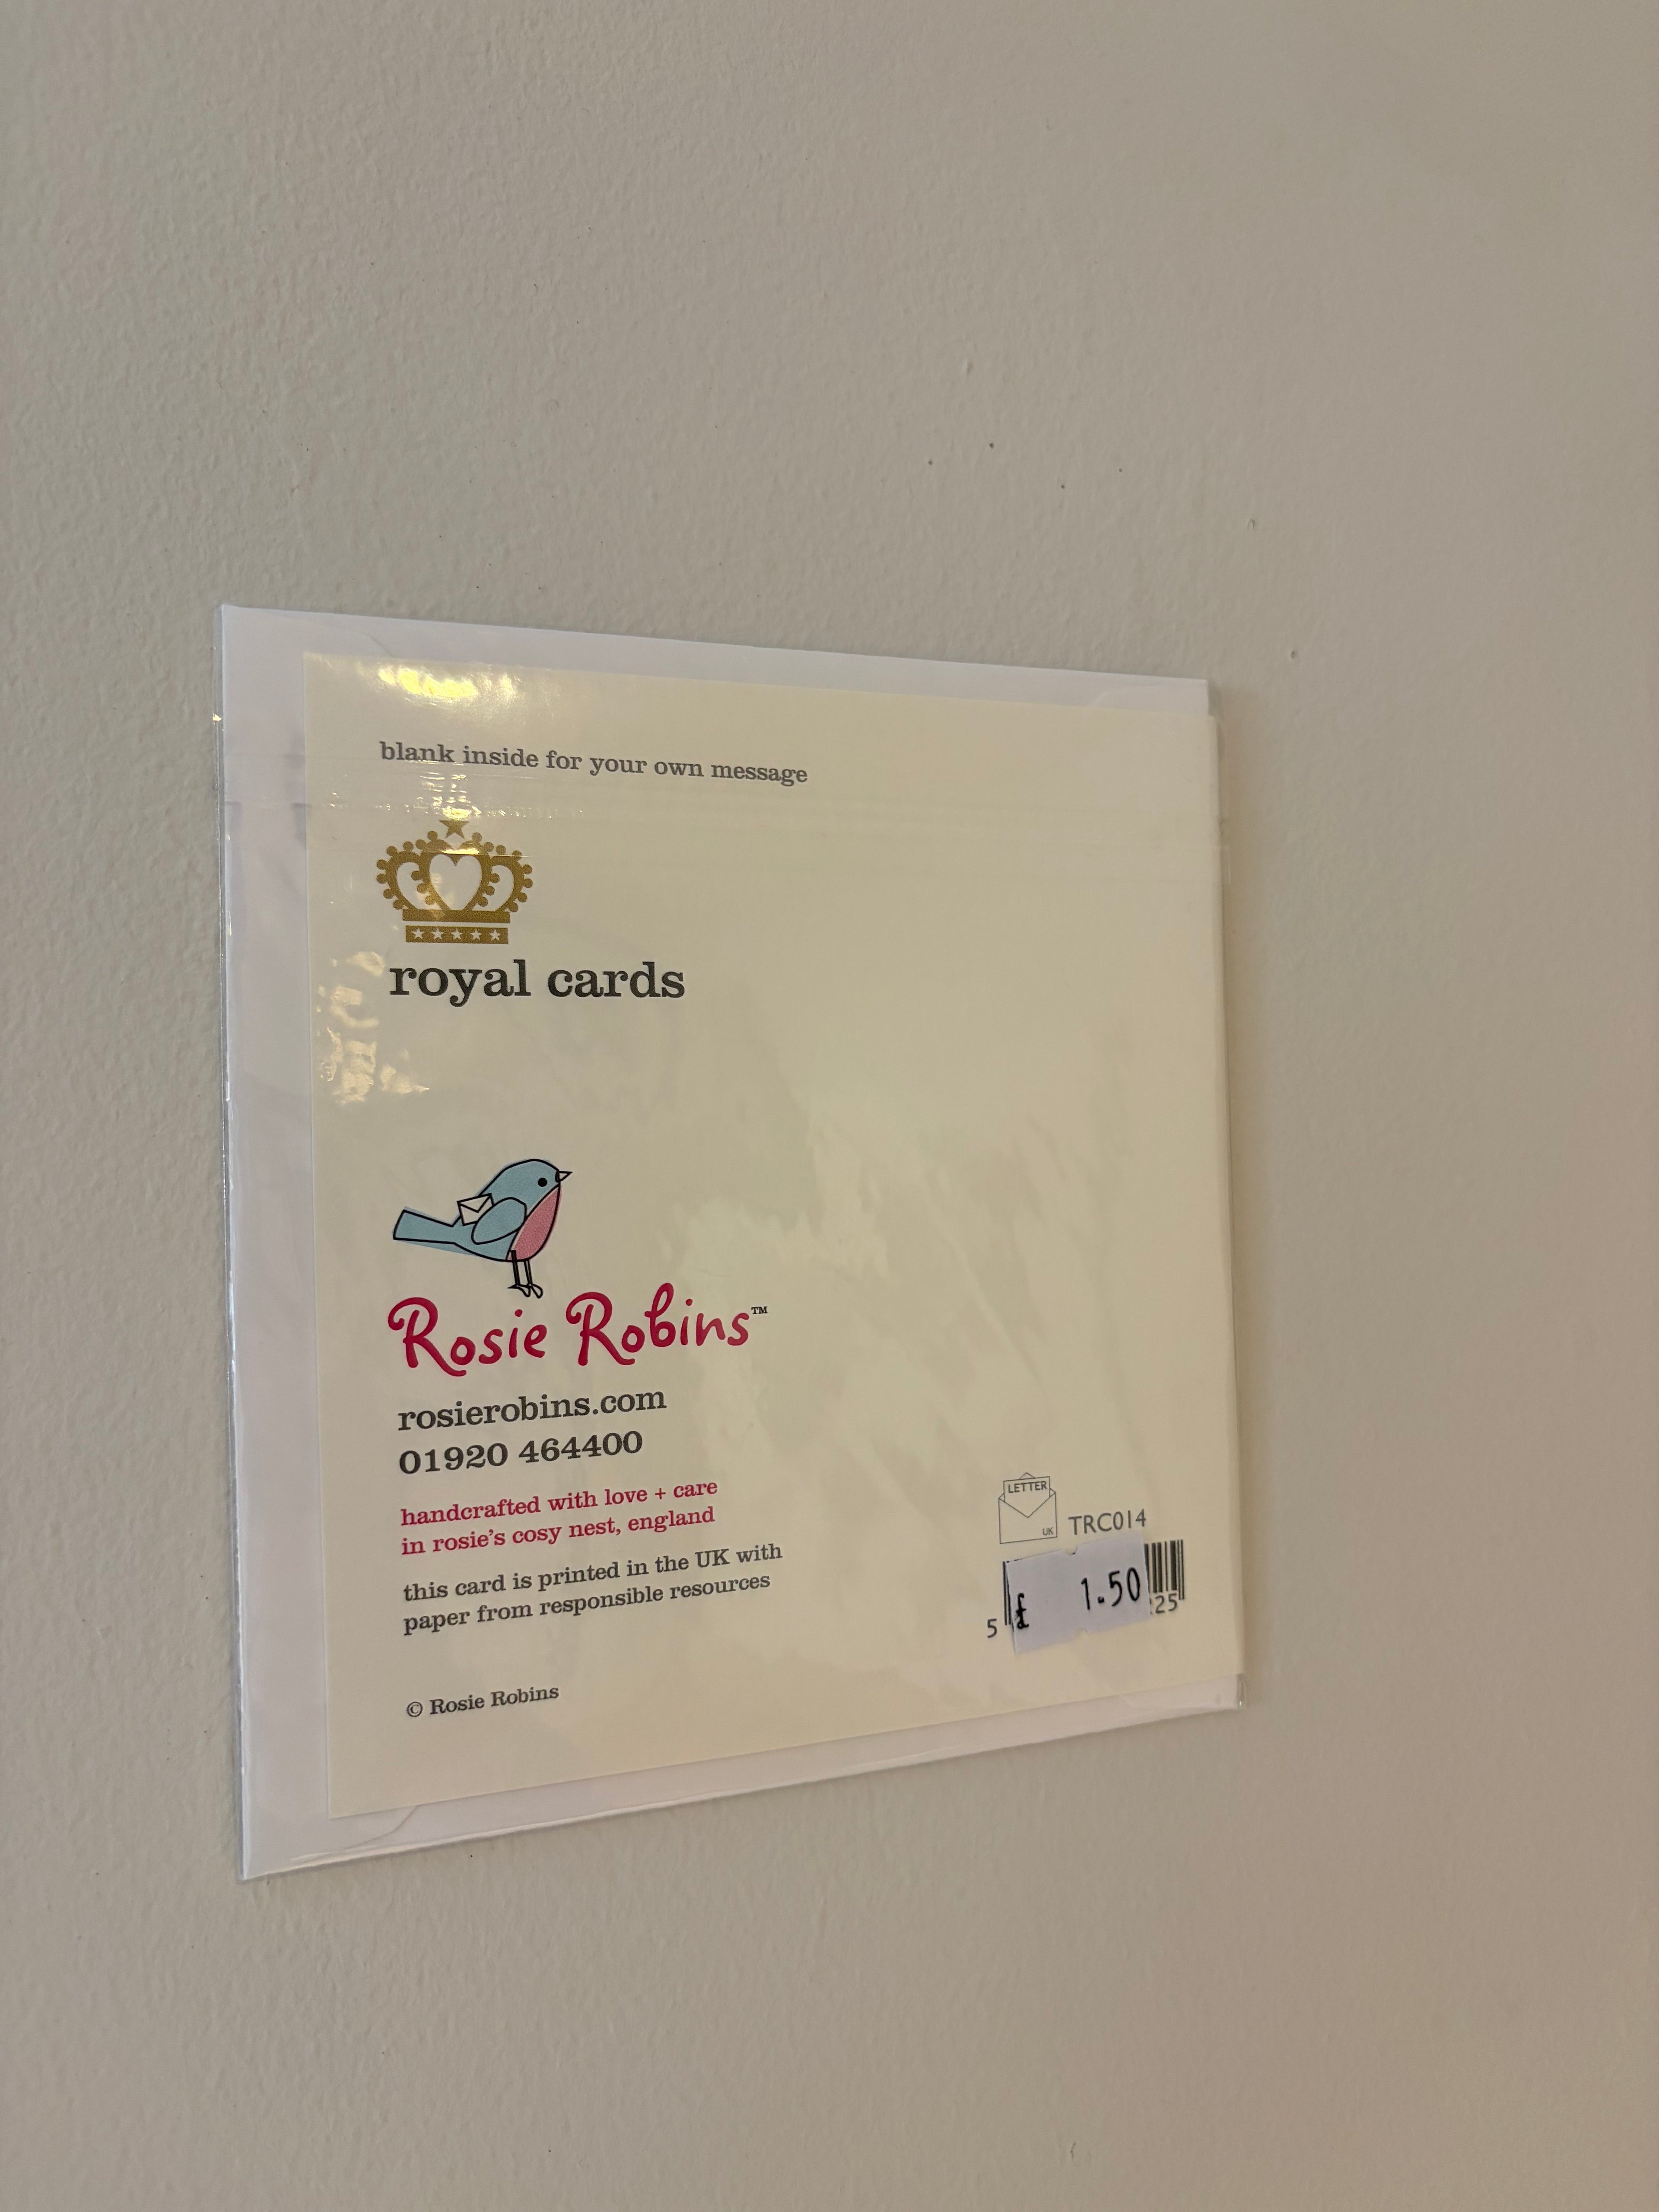 blank inside for your own message
royal cards
Rosie Robins™
rosierobins.com
01920 464400
handcrafted with love + care
in rosie's cosy nest, england
this card is printed in the UK with
paper from responsible resources
© Rosie Robins
LETTER
UK
TRC014
£ 1.50
5
25